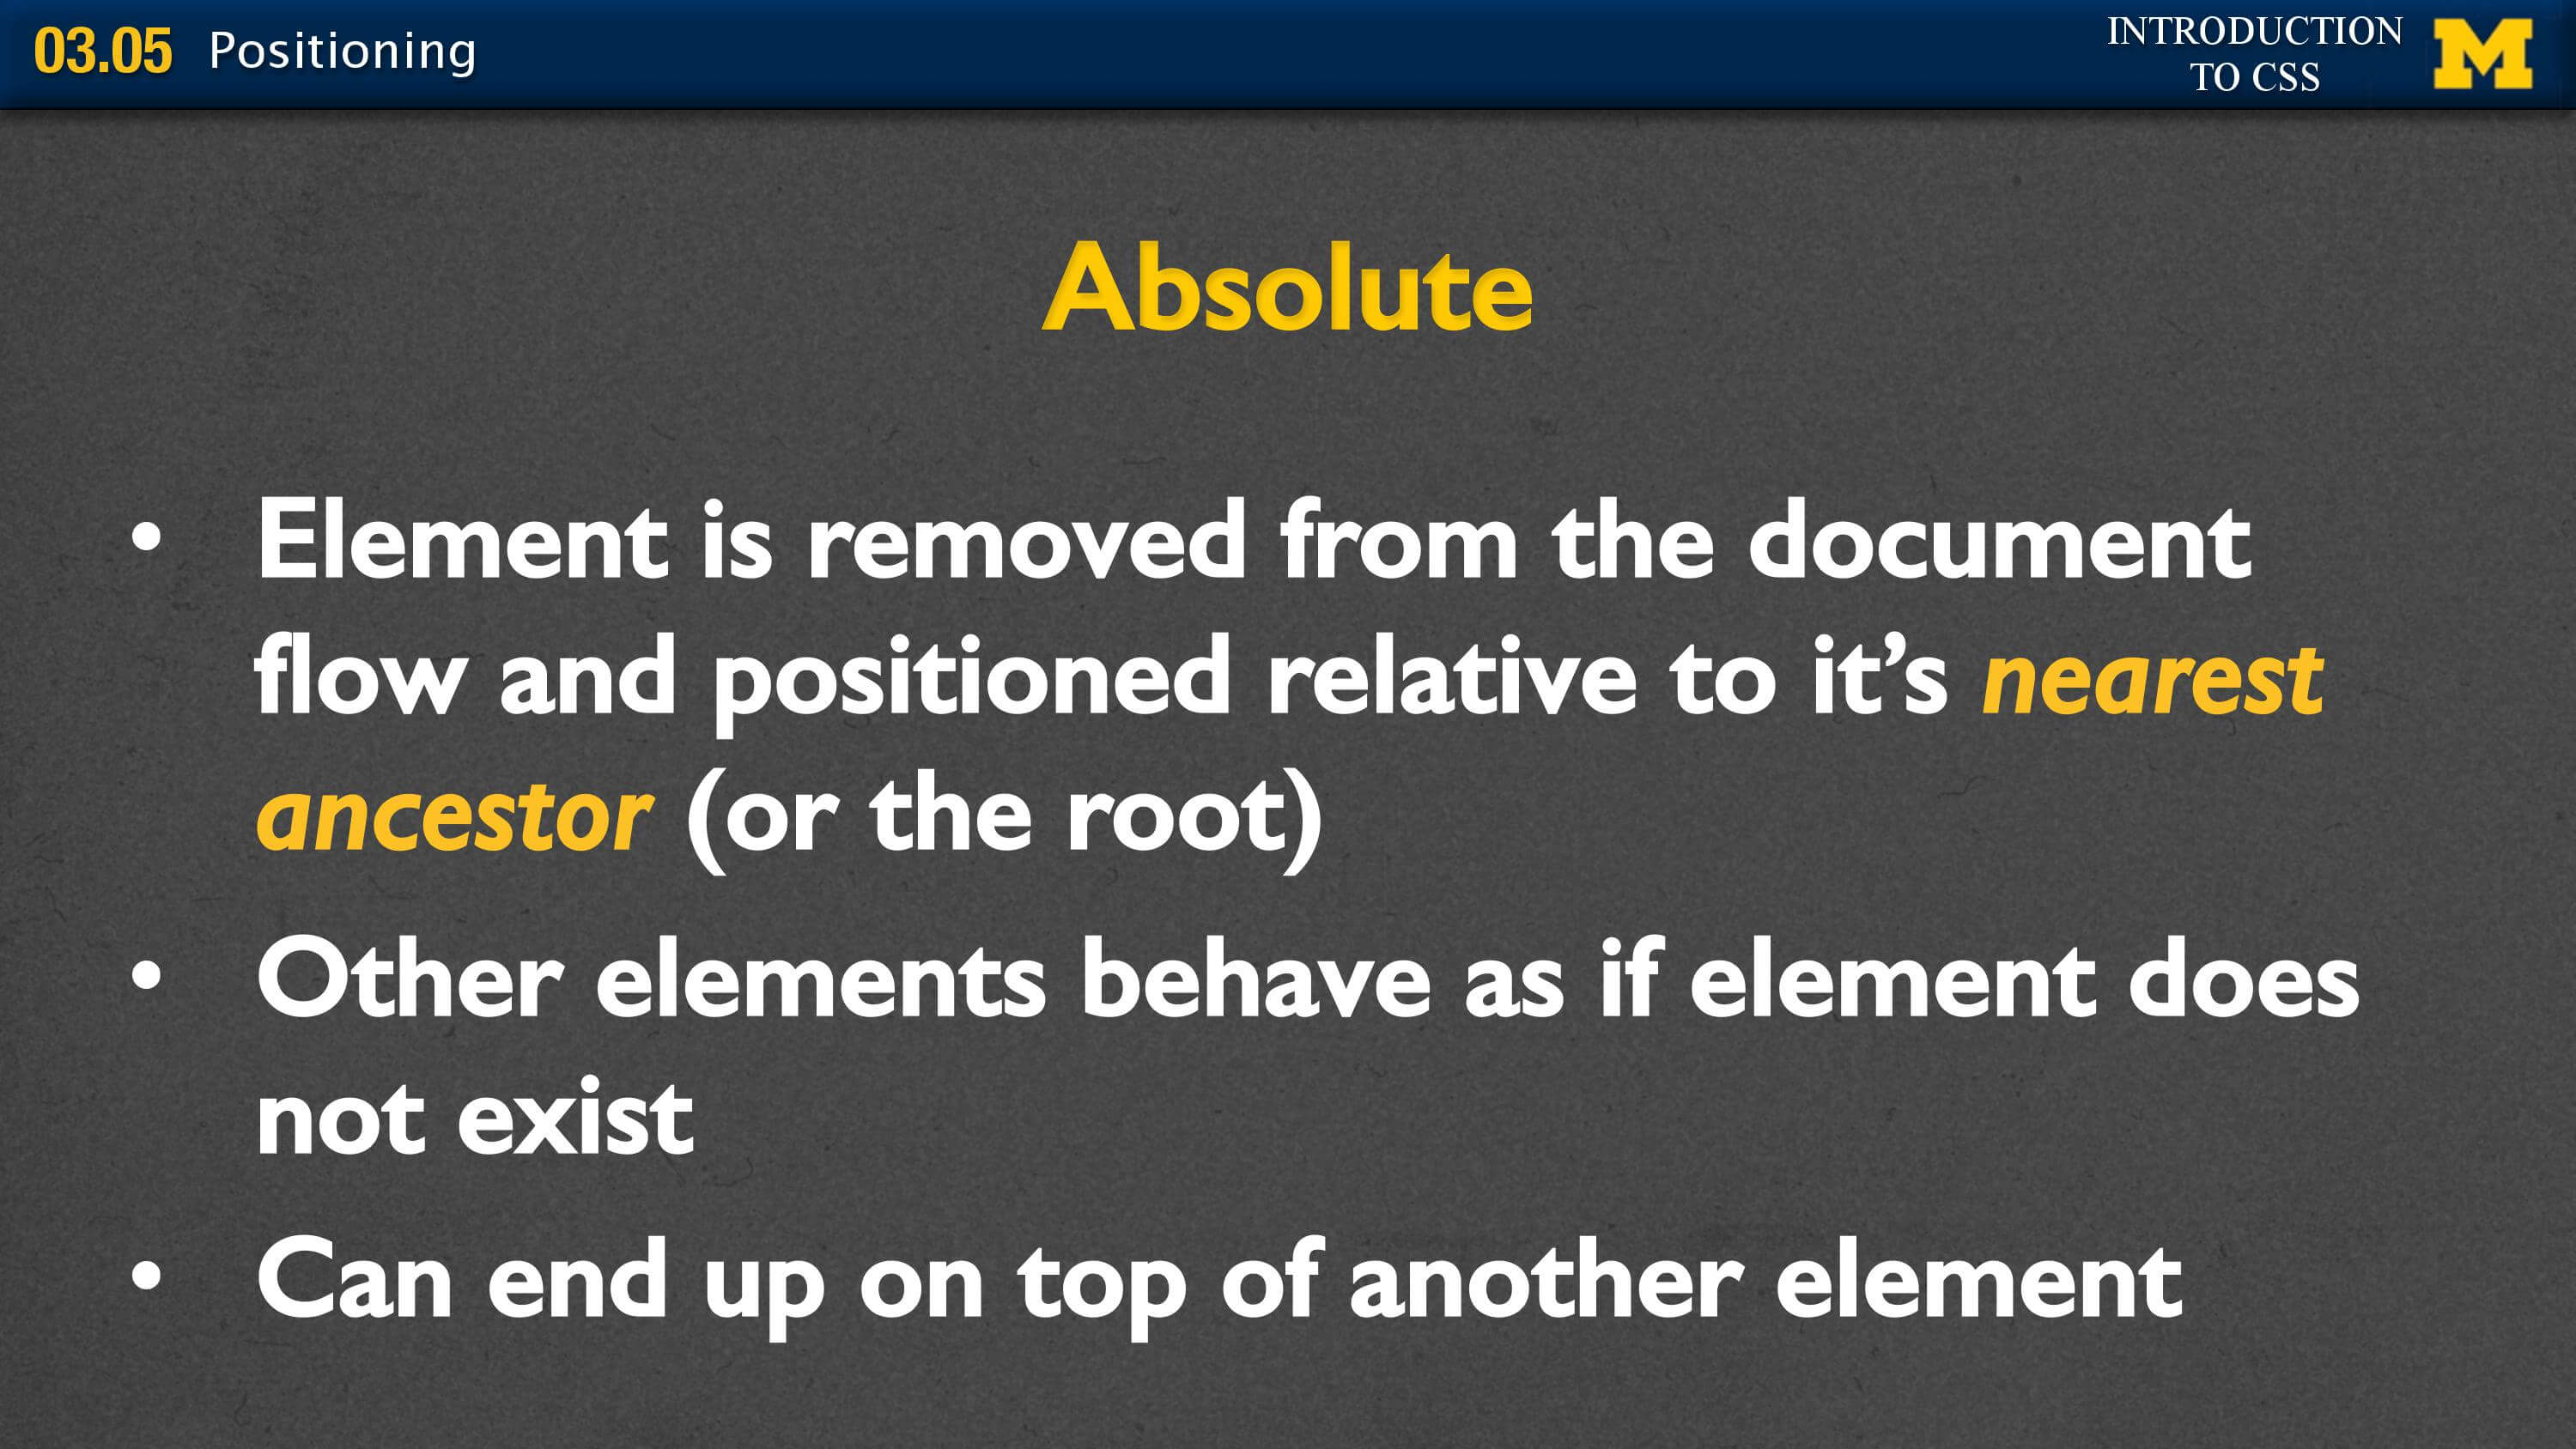 03.05 Positioning
INTRODUCTION
TO CSS
M
Absolute
• Element is removed from the document
flow and positioned relative to it’s nearest
ancestor (or the root)
• Other elements behave as if element does
not exist
• Can end up on top of another element